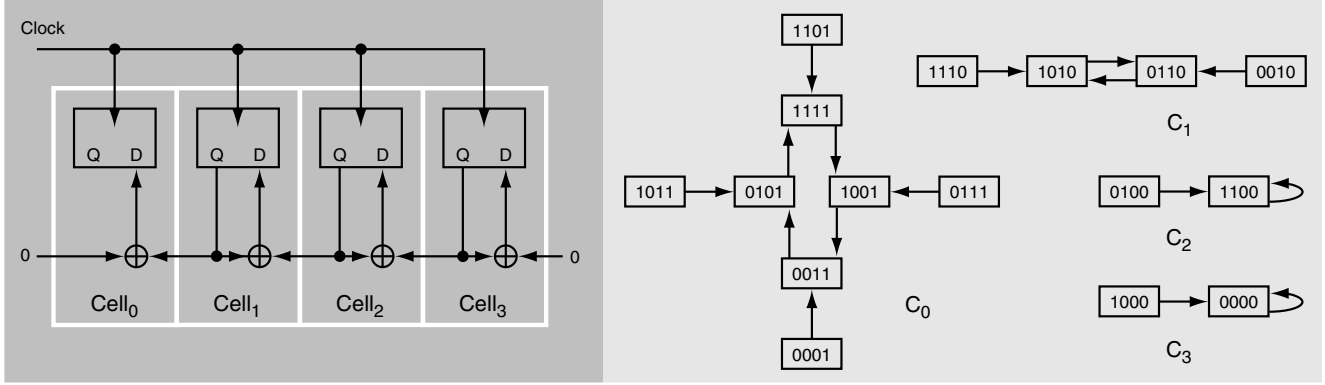 Clock
Q D Q D Q D Q D
0 0
Cell0 Cell1 Cell2 Cell3
1101
1111
1011 0101 1001 0111
0011
0001
C0
1110 1010 0110 0010
C1
0100 1100
C2
1000 0000
C3